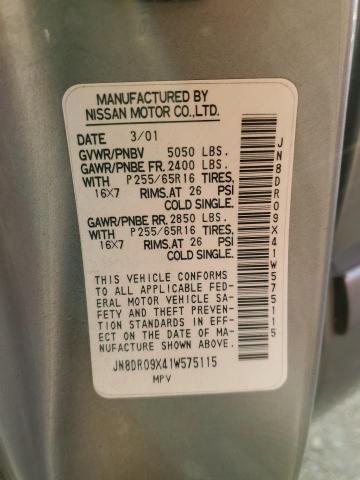 MANUFACTURED BY
NISSAN MOTOR CO.,LTD.
DATE 3/01
GVWR/PNBV 5050 LBS.
GAWR/PNBE FR. 2400 LBS.
WITH P255/65R16 TIRES,
16X7 RIMS,AT 26 PSI
COLD SINGLE.
GAWR/PNBE RR. 2850 LBS.
WITH P255/65R16 TIRES,
16X7 RIMS,AT 26 PSI
COLD SINGLE.
THIS VEHICLE CONFORMS
TO ALL APPLICABLE FED-
ERAL MOTOR VEHICLE SA-
FETY AND THEFT PREVEN-
TION STANDARDS IN EFF-
ECT ON THE DATE OF MA-
NUFACTURE SHOWN ABOVE.
JN8DR09X41W575115
MPV
JN8DR09X41W575115